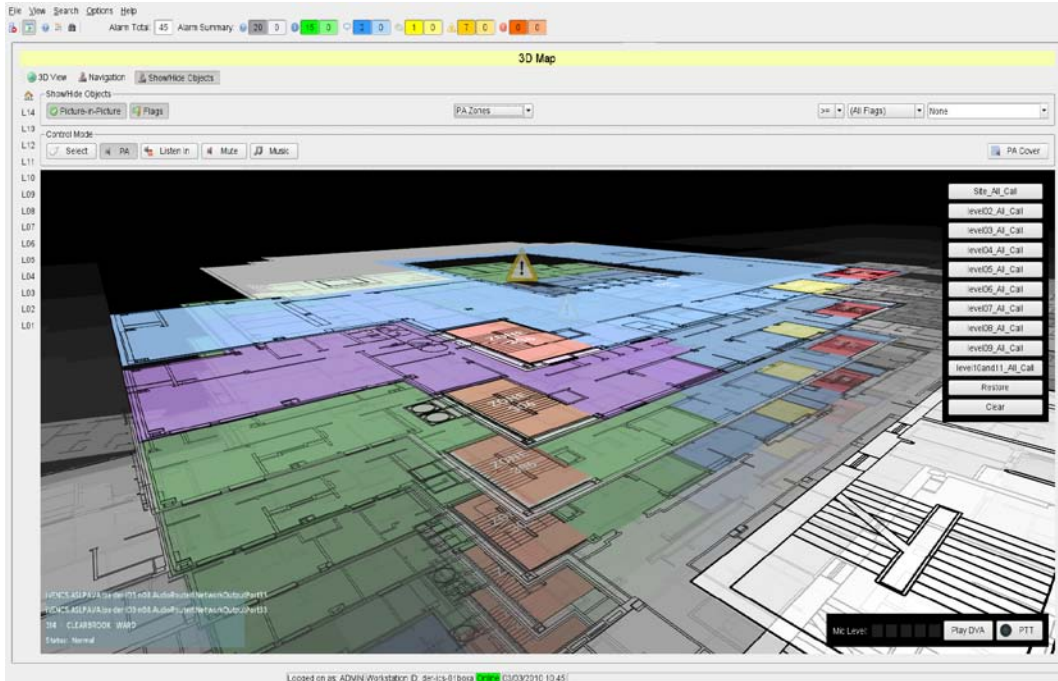 File View Search Options Help
Alarm Total: 45 Alarm Summary: 20 0 15 0 2 0 1 0 7 0 0 0
3D Map
3D View Navigation Show/Hide Objects
Show/Hide Objects
Picture-in-Picture Flags PA Zones >= (All Flags) None
Control Mode
Select PA Listen In Mute Music PA Cover
L14
L13
L12
L11
L10
L09
L08
L07
L06
L05
L04
L03
L02
L01
Site_All_Call
level02_All_Call
level03_All_Call
level04_All_Call
level05_All_Call
level06_All_Call
level07_All_Call
level08_All_Call
level09_All_Call
level10and11_All_Call
Restore
Clear
ZONE
ZONE
ZONE
CLEARBROOK WARD
Status: Normal
Mic Level: Play DVA PTT
Logged on as: ADMIN Workstation ID: Online 03/03/2010 10:45